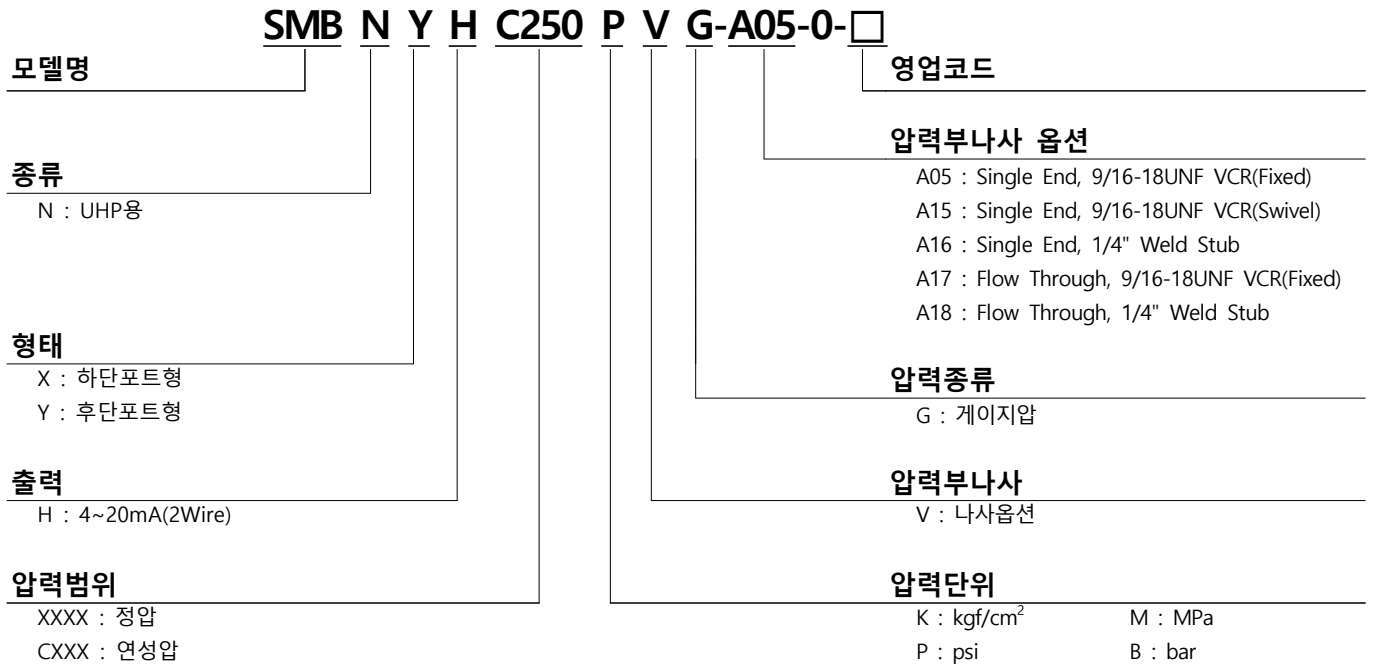 SMB N Y H C250 P V G-A05-0-□
모델명
종류
N : UHP용
형태
X : 하단포트형
Y : 후단포트형
출력
H : 4~20mA(2Wire)
압력범위
XXXX : 정압
CXXX : 연성압
영업코드
압력부나사 옵션
A05 : Single End, 9/16-18UNF VCR(Fixed)
A15 : Single End, 9/16-18UNF VCR(Swivel)
A16 : Single End, 1/4" Weld Stub
A17 : Flow Through, 9/16-18UNF VCR(Fixed)
A18 : Flow Through, 1/4" Weld Stub
압력종류
G : 게이지압
압력부나사
V : 나사옵션
압력단위
K : kgf/cm² M : MPa
P : psi B : bar